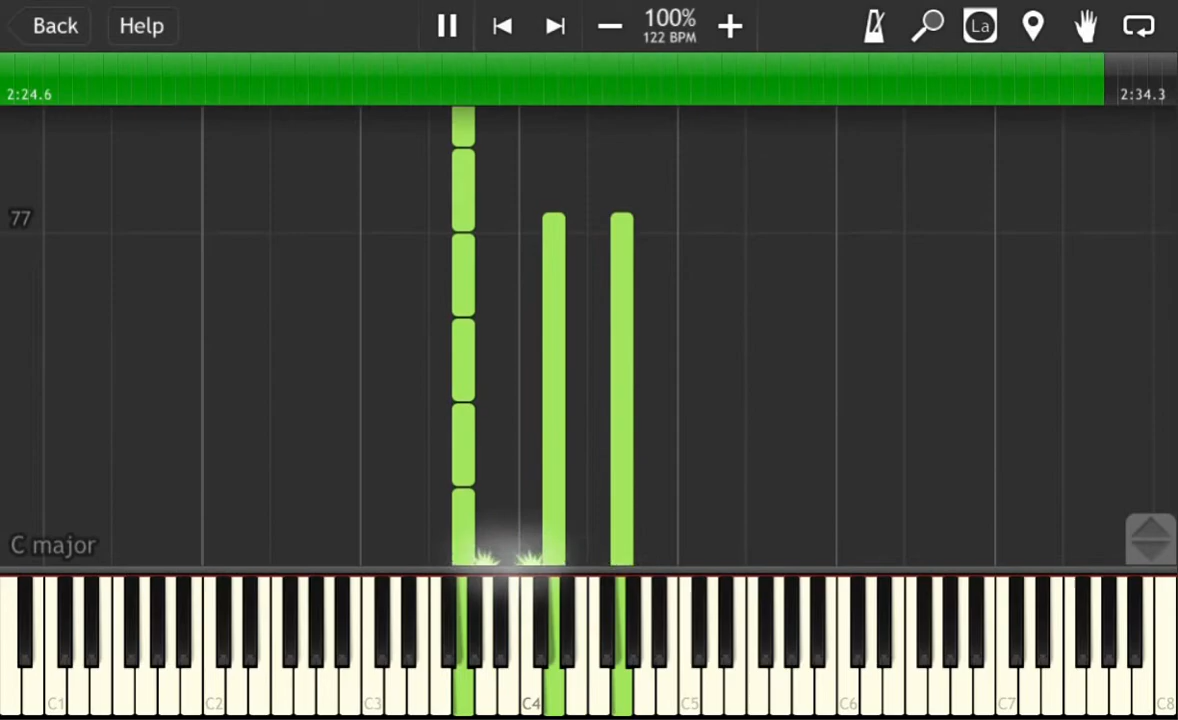 Back
Help
100%
122 BPM
La
2:24.6
2:34.3
77
C major
C1
C2
C3
C4
C5
C6
C7
C8